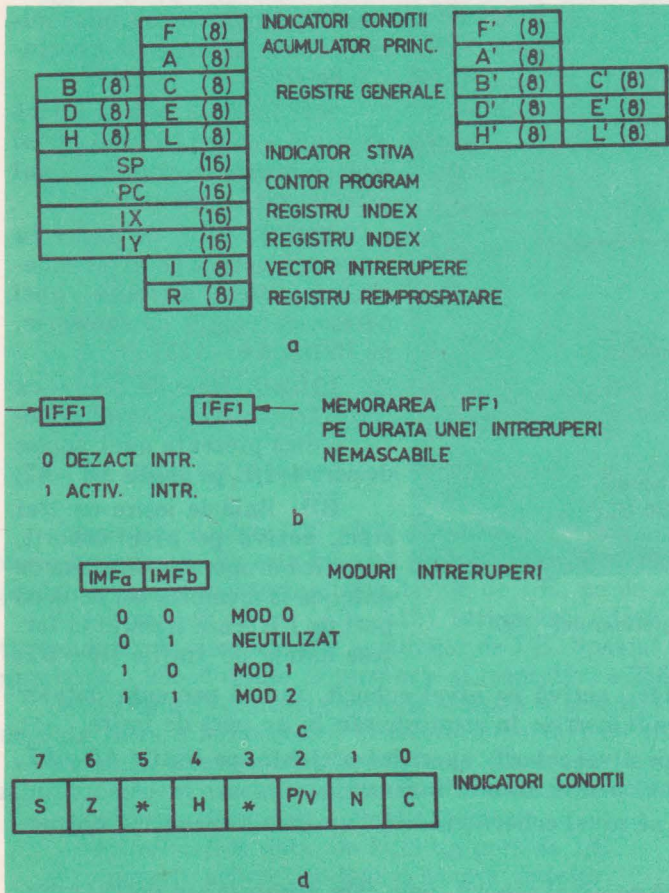 F (8) INDICATORI CONDITII F' (8)
A (8) ACUMULATOR PRINC. A' (8)
B (8) C (8) REGISTRE GENERALE B' (8) C' (8)
D (8) E (8) D' (8) E' (8)
H (8) L (8) H' (8) L' (8)
SP (16) INDICATOR STIVA
PC (16) CONTOR PROGRAM
IX (16) REGISTRU INDEX
IY (16) REGISTRU INDEX
I (8) VECTOR INTRERUPERE
R (8) REGISTRU REIMPROSPATARE
a
IFF1 IFF1 MEMORAREA IFF1
PE DURATA UNEI INTRERUPERI
NEMASCABILE
0 DEZACT INTR.
1 ACTIV. INTR.
b
IMFa IMFb MODURI INTRERUPERI
0 0 MOD 0
0 1 NEUTILIZAT
1 0 MOD 1
1 1 MOD 2
c
7 6 5 4 3 2 1 0
S Z * H * P/V N C INDICATORI CONDITII
d